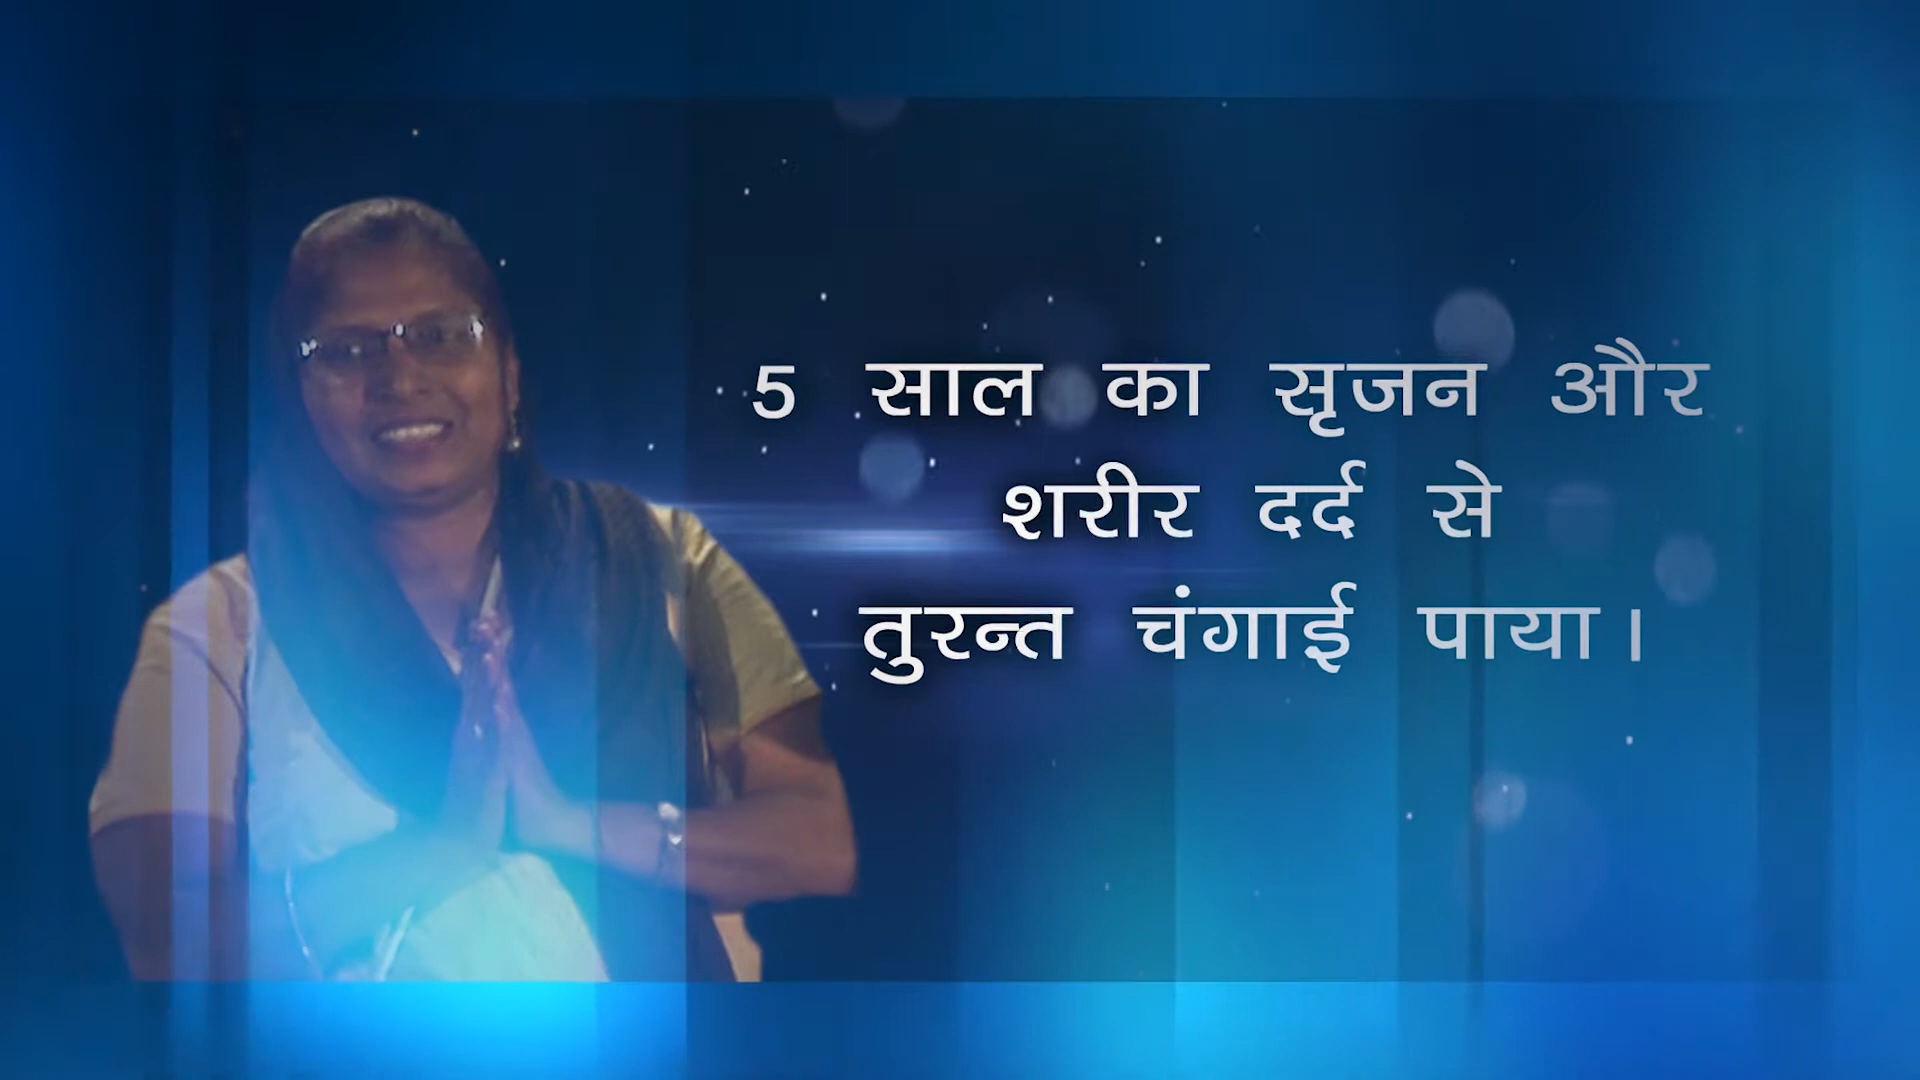 5 साल का सृजन और
शरीर दर्द से
तुरन्त चंगाई पाया।